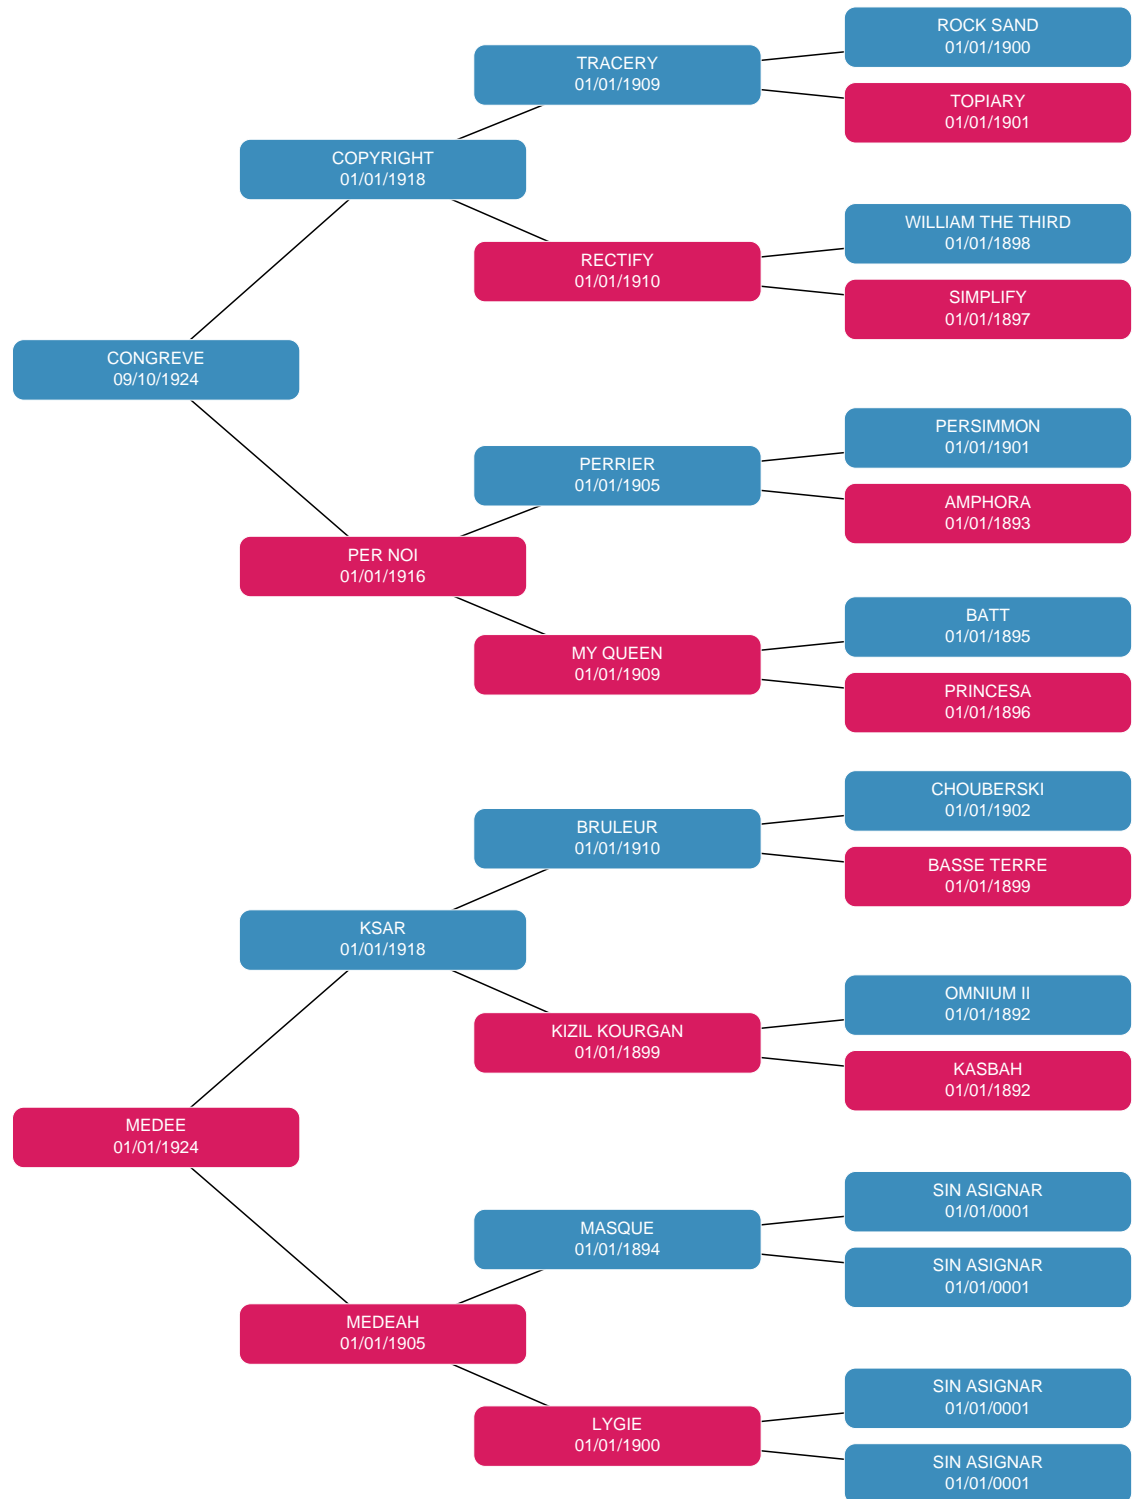 ROCK SAND
01/01/1900
TRACERY
01/01/1909
TOPIARY
01/01/1901
COPYRIGHT
01/01/1918
WILLIAM THE THIRD
01/01/1898
RECTIFY
01/01/1910
SIMPLIFY
01/01/1897
CONGREVE
09/10/1924
PERSIMMON
01/01/1901
PERRIER
01/01/1905
AMPHORA
01/01/1893
PER NOI
01/01/1916
BATT
01/01/1895
MY QUEEN
01/01/1909
PRINCESA
01/01/1896
CHOUBERSKI
01/01/1902
BRULEUR
01/01/1910
BASSE TERRE
01/01/1899
KSAR
01/01/1918
OMNIUM II
01/01/1892
KIZIL KOURGAN
01/01/1899
KASBAH
01/01/1892
MEDEE
01/01/1924
SIN ASIGNAR
01/01/0001
MASQUE
01/01/1894
SIN ASIGNAR
01/01/0001
MEDEAH
01/01/1905
SIN ASIGNAR
01/01/0001
LYGIE
01/01/1900
SIN ASIGNAR
01/01/0001